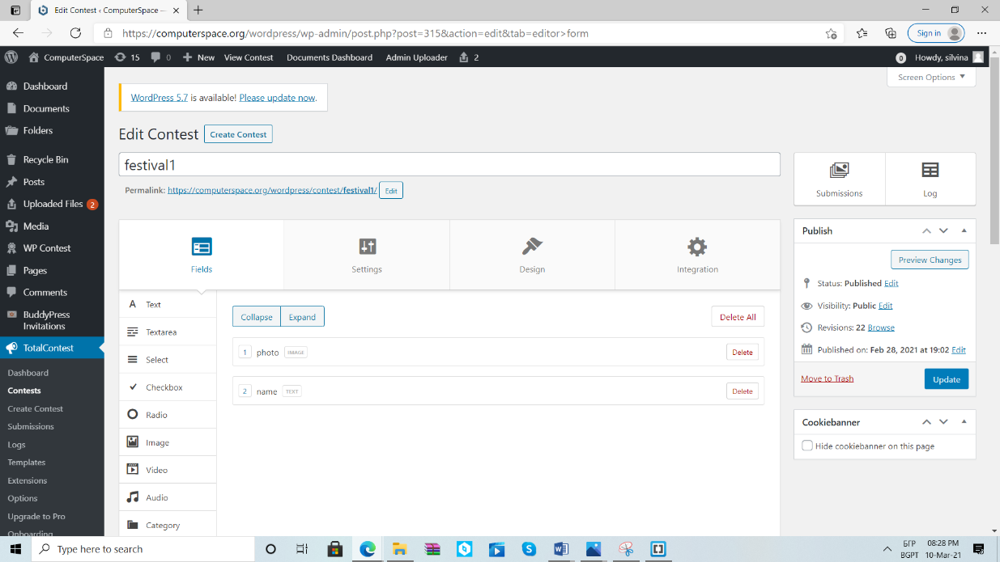 Edit Contest ‹ ComputerSpace —
https://computerspace.org/wordpress/wp-admin/post.php?post=315&action=edit&tab=editor>form
Sign in
ComputerSpace 15 0 New View Contest Documents Dashboard Admin Uploader 2
0 Howdy, silvina
Screen Options
Dashboard
Documents
Folders
Recycle Bin
Posts
Uploaded Files 2
Media
WP Contest
Pages
Comments
BuddyPress
Invitations
TotalContest
Dashboard
Contests
Create Contest
Submissions
Logs
Templates
Extensions
Options
Upgrade to Pro
Onboarding
WordPress 5.7 is available! Please update now.
Edit Contest Create Contest
festival1
Permalink: https://computerspace.org/wordpress/contest/festival1/ Edit
Fields
Settings
Design
Integration
A Text
Textarea
Select
Checkbox
Radio
Image
Video
Audio
Category
Collapse Expand Delete All
1 photo IMAGE Delete
2 name TEXT Delete
Submissions
Log
Publish
Preview Changes
Status: Published Edit
Visibility: Public Edit
Revisions: 22 Browse
Published on: Feb 28, 2021 at 19:02 Edit
Move to Trash Update
Cookiebanner
Hide cookiebanner on this page
Type here to search
БГР 08:28 PM
BGPT 10-Mar-21